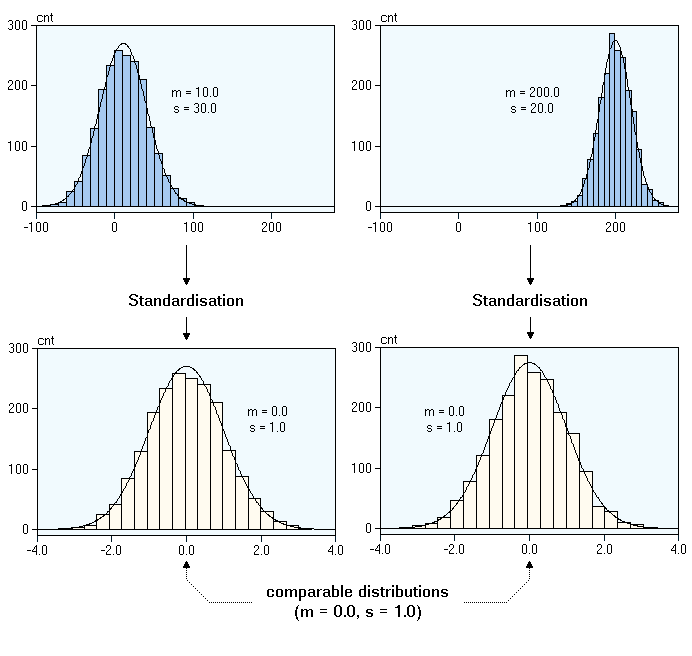 cnt
300
200
100
0
-100
0
100
200
m = 10.0
s = 30.0
cnt
300
200
100
0
-100
0
100
200
m = 200.0
s = 20.0
Standardisation
Standardisation
cnt
300
200
100
0
-4.0
-2.0
0.0
2.0
4.0
m = 0.0
s = 1.0
cnt
300
200
100
0
-4.0
-2.0
0.0
2.0
4.0
m = 0.0
s = 1.0
comparable distributions
(m = 0.0, s = 1.0)